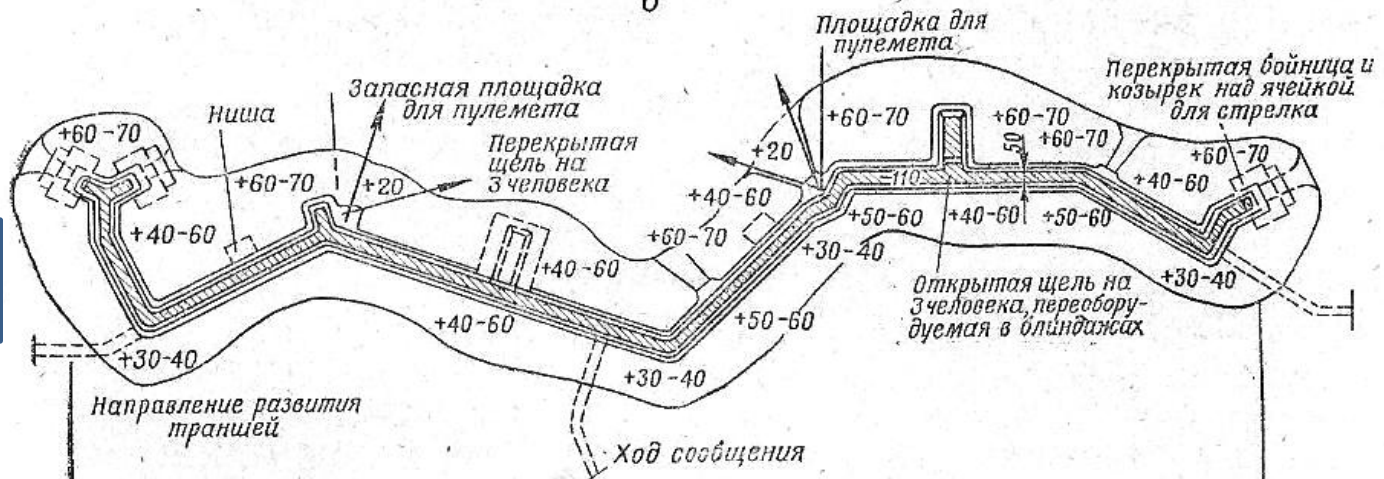 б
Площадка для
пулемета
Перекрытая бойница и
козырек над ячейкой
для стрелка
Запасная площадка
для пулемета
Ниша
Перекрытая
щель на
3 человека
+60-70
+60-70
+20
+40-60
+40-60
+40-60
+30-40
+60-70
+40-60
+20
+60-70
+60-70
+60-70
50
110
+60-70
+40-60
+50-60
+40-60
+50-60
+30-40
+30-40
+50-60
+30-40
Открытая щель на
3 человека, переобору-
дуемая в блиндажах
Направление развития
траншей
Ход сообщения